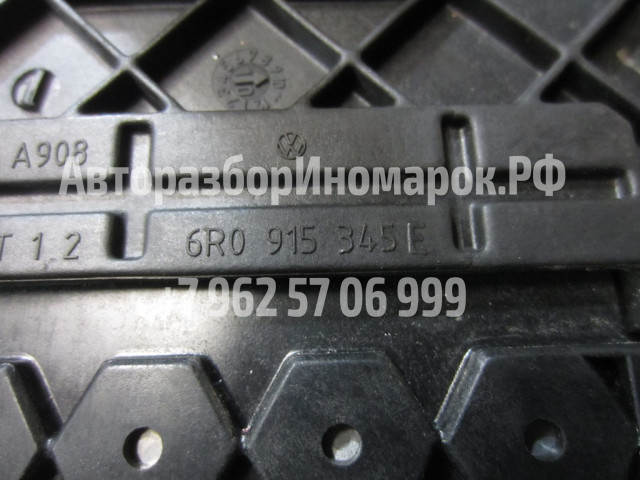 A908
АвторазборИномарок.РФ
T 1 2 6R0 915 345 E
+7 962 57 06 999